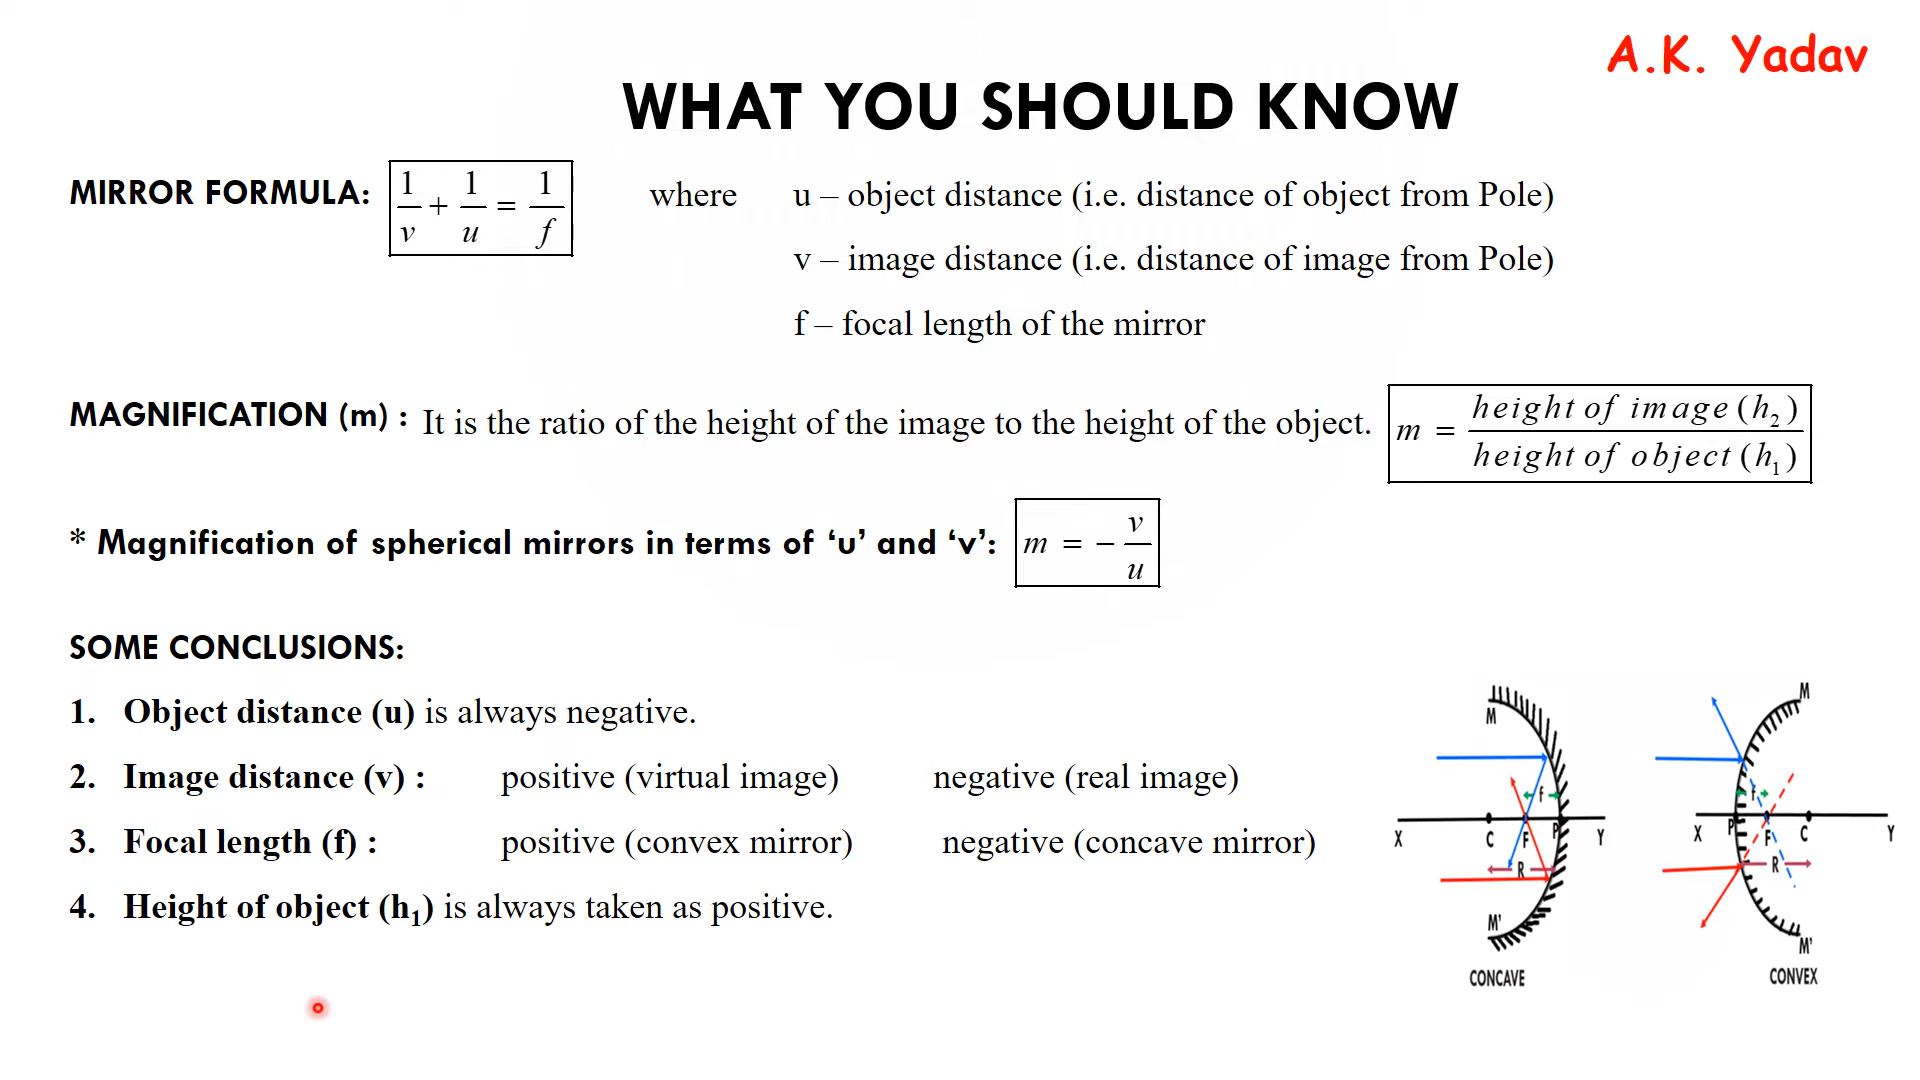 A.K. Yadav
WHAT YOU SHOULD KNOW
MIRROR FORMULA: 1/v + 1/u = 1/f where u – object distance (i.e. distance of object from Pole)
v – image distance (i.e. distance of image from Pole)
f – focal length of the mirror
MAGNIFICATION (m) : It is the ratio of the height of the image to the height of the object. m = height of image (h₂) / height of object (h₁)
* Magnification of spherical mirrors in terms of ‘u’ and ‘v’: m = − v/u
SOME CONCLUSIONS:
1. Object distance (u) is always negative.
2. Image distance (v) : positive (virtual image) negative (real image)
3. Focal length (f) : positive (convex mirror) negative (concave mirror)
4. Height of object (h₁) is always taken as positive.
M
f
X C F P Y
R
M'
CONCAVE
M
f
X P F C Y
R
M'
CONVEX